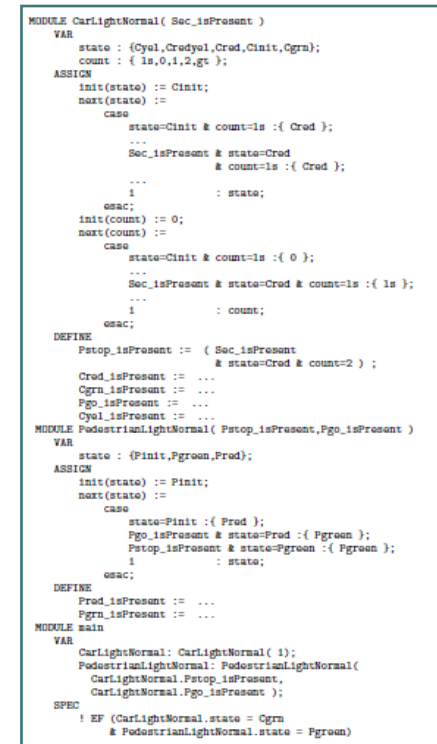 MODULE CarLightNormal( Sec_isPresent )
VAR
state : {Cyel,Credyel,Cred,Cinit,Cgrn};
count : { ls,0,1,2,gt };
ASSIGN
init(state) := Cinit;
next(state) :=
case
state=Cinit & count=ls :{ Cred };
...
Sec_isPresent & state=Cred
& count=ls :{ Cred };
...
1 : state;
esac;
init(count) := 0;
next(count) :=
case
state=Cinit & count=ls :{ 0 };
...
Sec_isPresent & state=Cred & count=ls :{ ls };
...
1 : count;
esac;
DEFINE
Pstop_isPresent := ( Sec_isPresent
& state=Cred & count=2 ) ;
Cred_isPresent := ...
Cgrn_isPresent := ...
Pgo_isPresent := ...
Cyel_isPresent := ...
MODULE PedestrianLightNormal( Pstop_isPresent,Pgo_isPresent )
VAR
state : {Pinit,Pgreen,Pred};
ASSIGN
init(state) := Pinit;
next(state) :=
case
state=Pinit :{ Pred };
Pgo_isPresent & state=Pred :{ Pgreen };
Pstop_isPresent & state=Pgreen :{ Pgreen };
1 : state;
esac;
DEFINE
Pred_isPresent := ...
Pgrn_isPresent := ...
MODULE main
VAR
CarLightNormal: CarLightNormal( 1);
PedestrianLightNormal: PedestrianLightNormal(
CarLightNormal.Pstop_isPresent,
CarLightNormal.Pgo_isPresent );
SPEC
! EF (CarLightNormal.state = Cgrn
& PedestrianLightNormal.state = Pgreen)